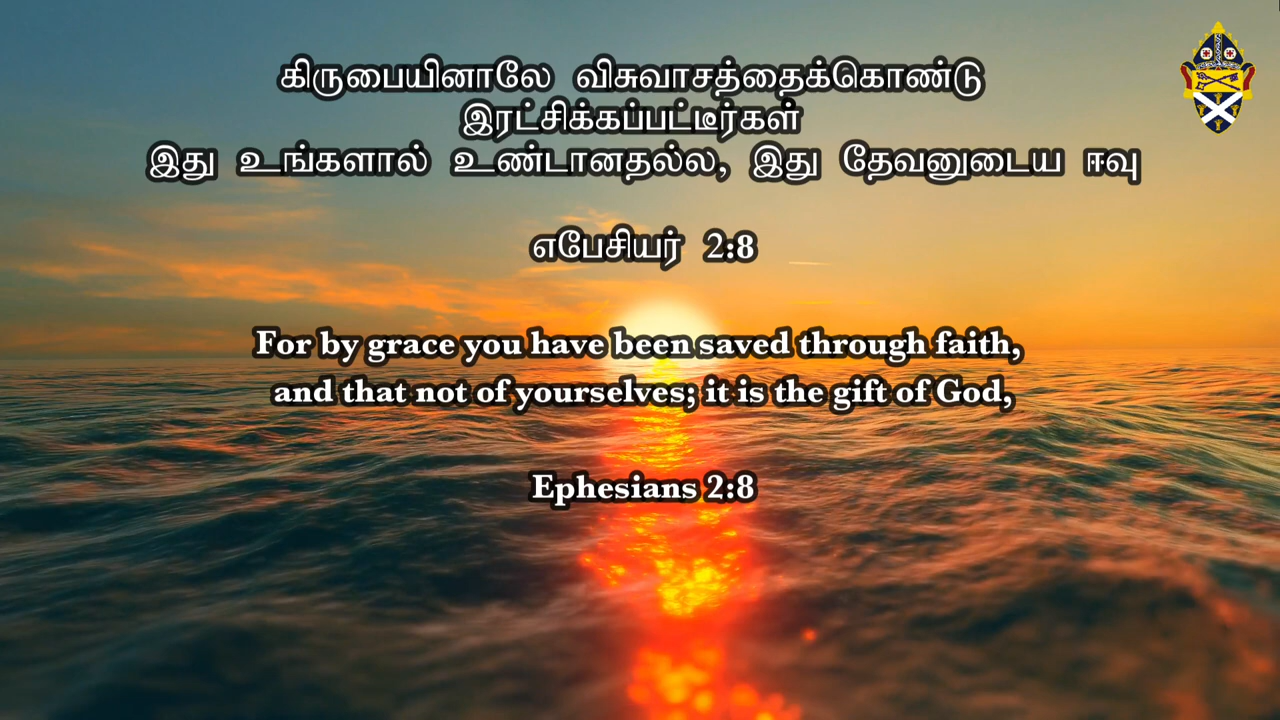 கிருபையினாலே விசுவாசத்தைக்கொண்டு
இரட்சிக்கப்பட்டீர்கள்
இது உங்களால் உண்டானதல்ல, இது தேவனுடைய ஈவு
எபேசியர் 2:8
For by grace you have been saved through faith,
and that not of yourselves; it is the gift of God,
Ephesians 2:8